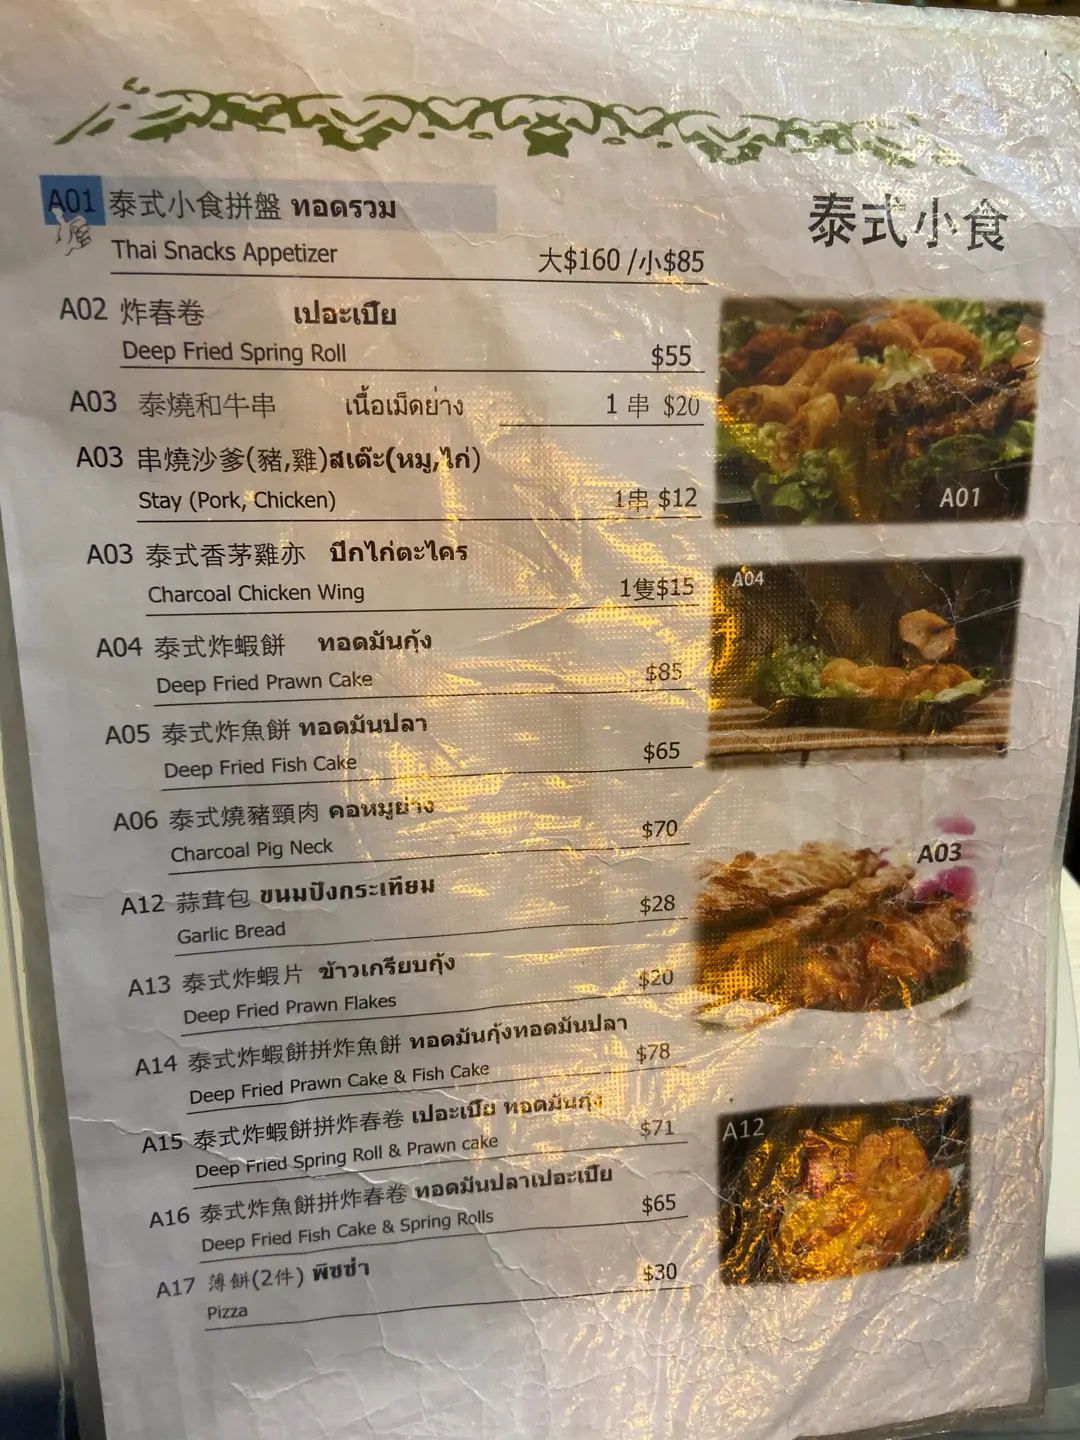 泰式小食
A01 泰式小食拼盤 ทอดรวม
Thai Snacks Appetizer 大$160 /小$85
A02 炸春卷 เปอะเปี๊ย
Deep Fried Spring Roll $55
A03 泰燒和牛串 เนื้อเม็ดย่าง 1 串 $20
A03 串燒沙爹(豬,雞)สเต๊ะ(หมู,ไก่)
Stay (Pork, Chicken) 1串 $12
A03 泰式香茅雞亦 ปีกไก่ตะไคร
Charcoal Chicken Wing 1隻$15
A04 泰式炸蝦餅 ทอดมันกุ้ง
Deep Fried Prawn Cake $85
A05 泰式炸魚餅 ทอดมันปลา
Deep Fried Fish Cake $65
A06 泰式燒豬頸肉 คอหมูย่าง
Charcoal Pig Neck $70
A12 蒜茸包 ขนมปังกระเทียม
Garlic Bread $28
A13 泰式炸蝦片 ข้าวเกรียบกุ้ง
Deep Fried Prawn Flakes $20
A14 泰式炸蝦餅拼炸魚餅 ทอดมันกุ้งทอดมันปลา
Deep Fried Prawn Cake & Fish Cake $78
A15 泰式炸蝦餅拼炸春卷 เปอะเปี๊ย ทอดมันกุ้ง
Deep Fried Spring Roll & Prawn cake $71
A16 泰式炸魚餅拼炸春卷 ทอดมันปลาเปอะเปี๊ย
Deep Fried Fish Cake & Spring Rolls $65
A17 薄餅(2件) พิซซ่า
Pizza $30
A01
A04
A03
A12